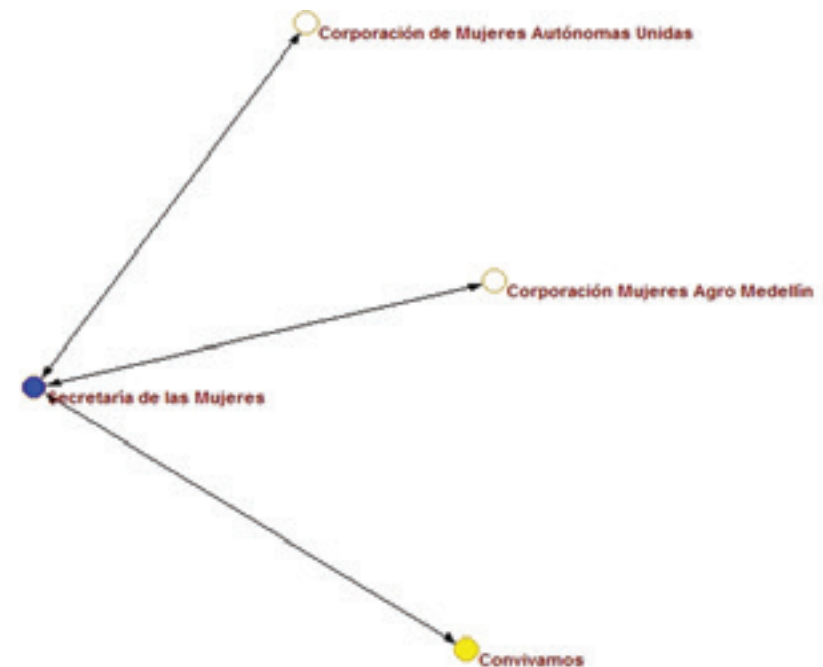 Corporación de Mujeres Autónomas Unidas
Corporación Mujeres Agro Medellín
Secretaría de las Mujeres
Convivamos